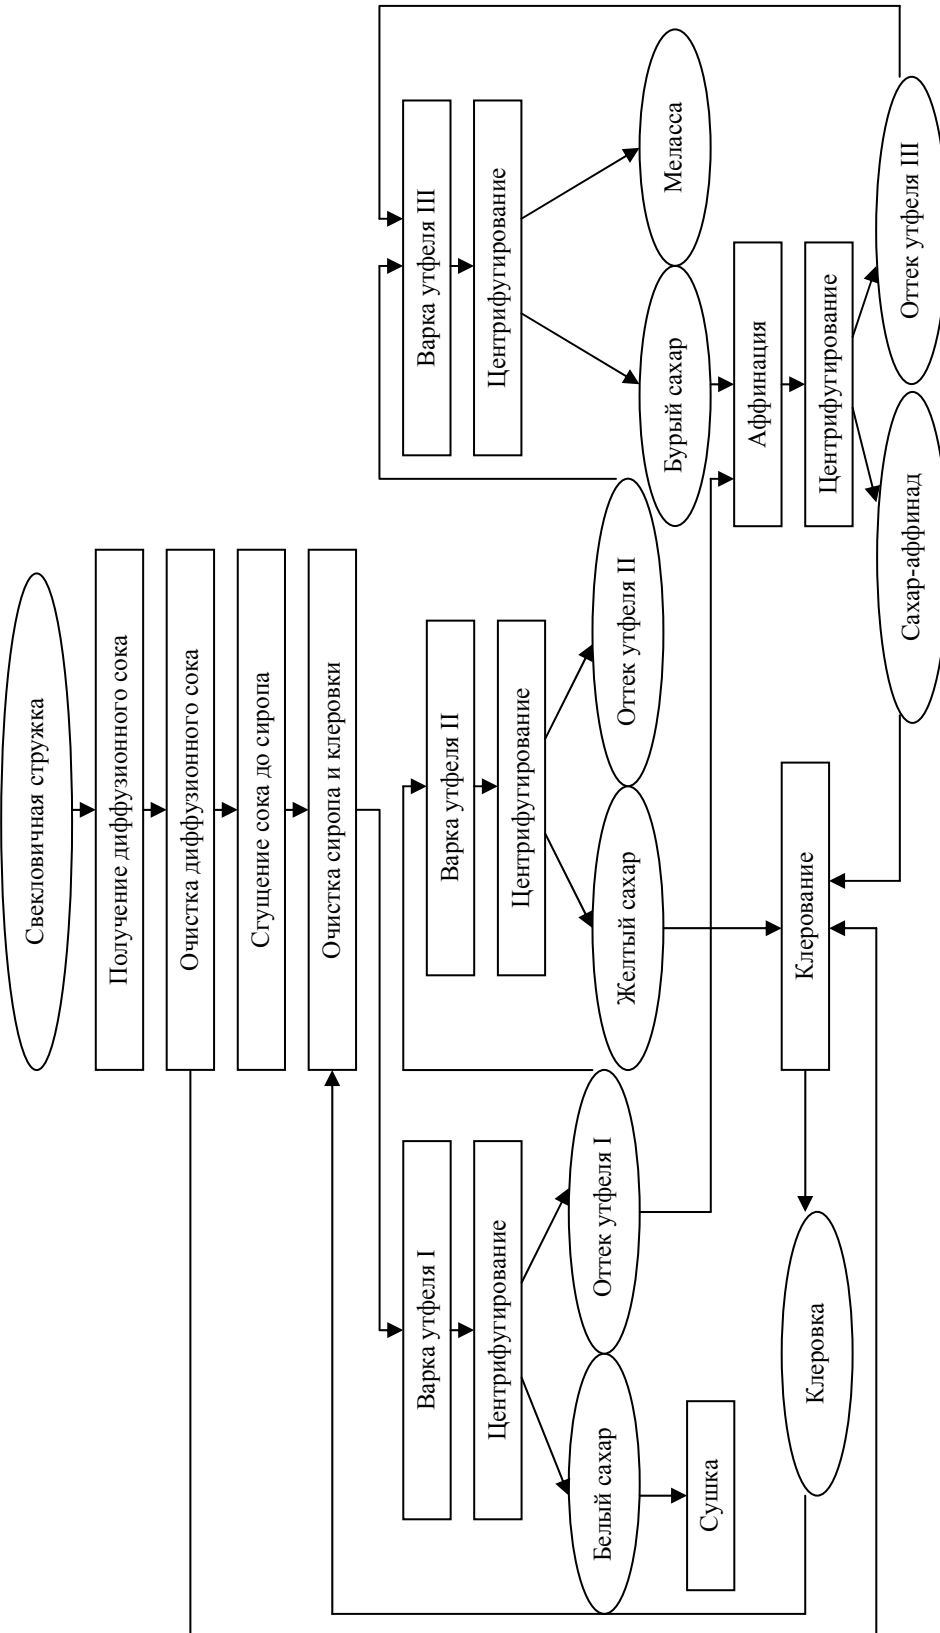 Свекловичная стружка
Получение диффузионного сока
Очистка диффузионного сока
Сгущение сока до сиропа
Очистка сиропа и клеровки
Варка утфеля I
Центрифугирование
Белый сахар
Оттек утфеля I
Сушка
Варка утфеля II
Центрифугирование
Желтый сахар
Оттек утфеля II
Варка утфеля III
Центрифугирование
Бурый сахар
Меласса
Аффинация
Центрифугирование
Сахар-аффинад
Оттек утфеля III
Клерование
Клеровка